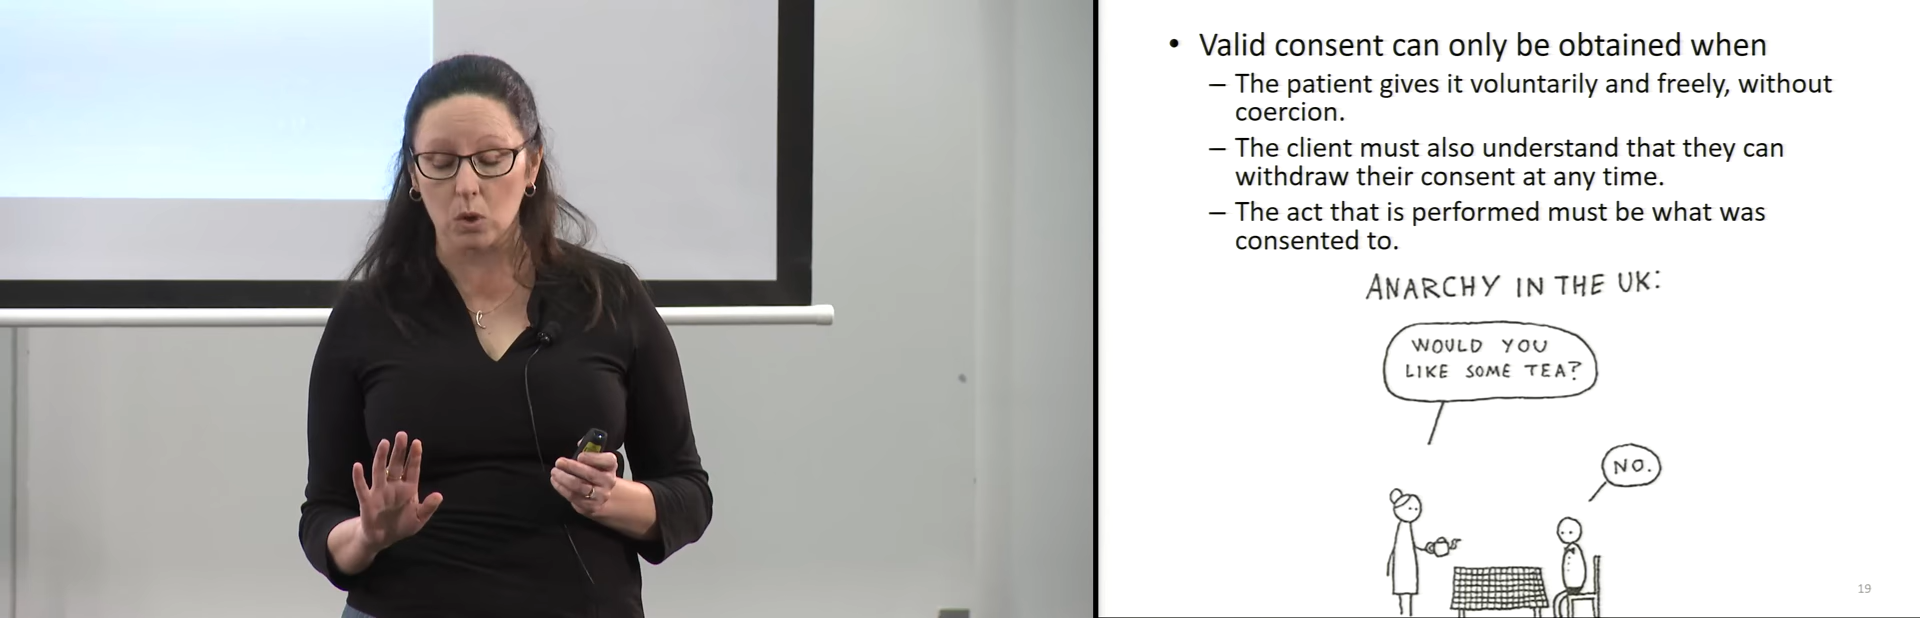 • Valid consent can only be obtained when
– The patient gives it voluntarily and freely, without
coercion.
– The client must also understand that they can
withdraw their consent at any time.
– The act that is performed must be what was
consented to.
ANARCHY IN THE UK:
WOULD YOU
LIKE SOME TEA?
NO.
19